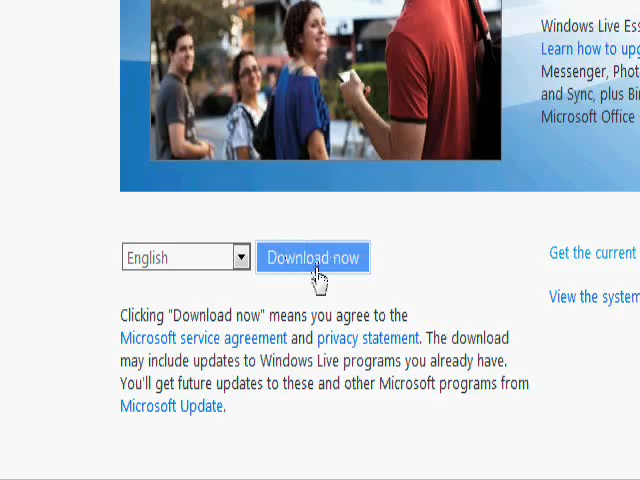 Windows Live Ess
Learn how to upg
Messenger, Phot
and Sync, plus Bi
Microsoft Office
English
Download now
Get the current
View the system
Clicking "Download now" means you agree to the
Microsoft service agreement and privacy statement. The download
may include updates to Windows Live programs you already have.
You'll get future updates to these and other Microsoft programs from
Microsoft Update.